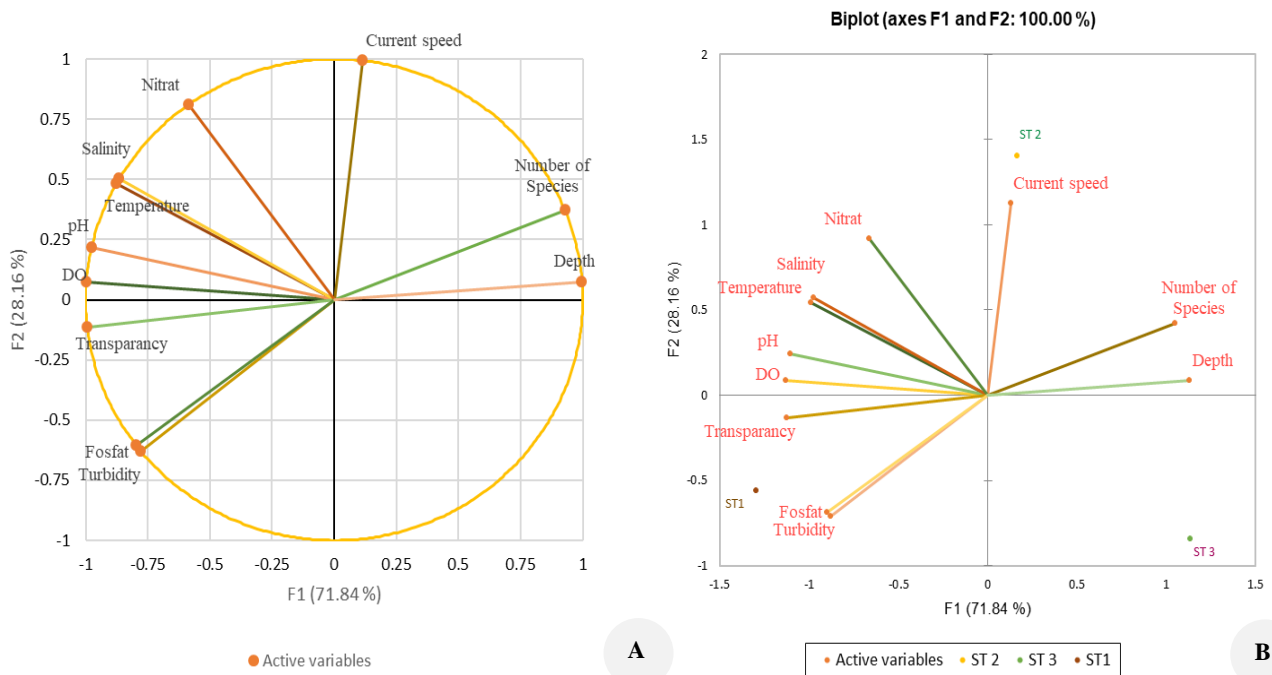 Current speed
1
Nitrat
0.75
Salinity
0.5
Number of
Species
Temperature
pH
0.25
DO
Depth
0
Transparancy
-0.25
-0.5
Fosfat
Turbidity
-0.75
-1
-1 -0.75 -0.5 -0.25 0 0.25 0.5 0.75 1
F2 (28.16 %)
F1 (71.84 %)
Active variables
A
Biplot (axes F1 and F2: 100.00 %)
2
1.5
ST 2
Current speed
1
Nitrat
Salinity
Temperature
Number of
Species
0.5
pH
DO
Depth
0
Transparancy
-0.5
ST1
Fosfat
Turbidity
ST 3
-1
-1.5 -1 -0.5 0 0.5 1 1.5
F2 (28.16 %)
F1 (71.84 %)
Active variables ST 2 ST 3 ST1
B